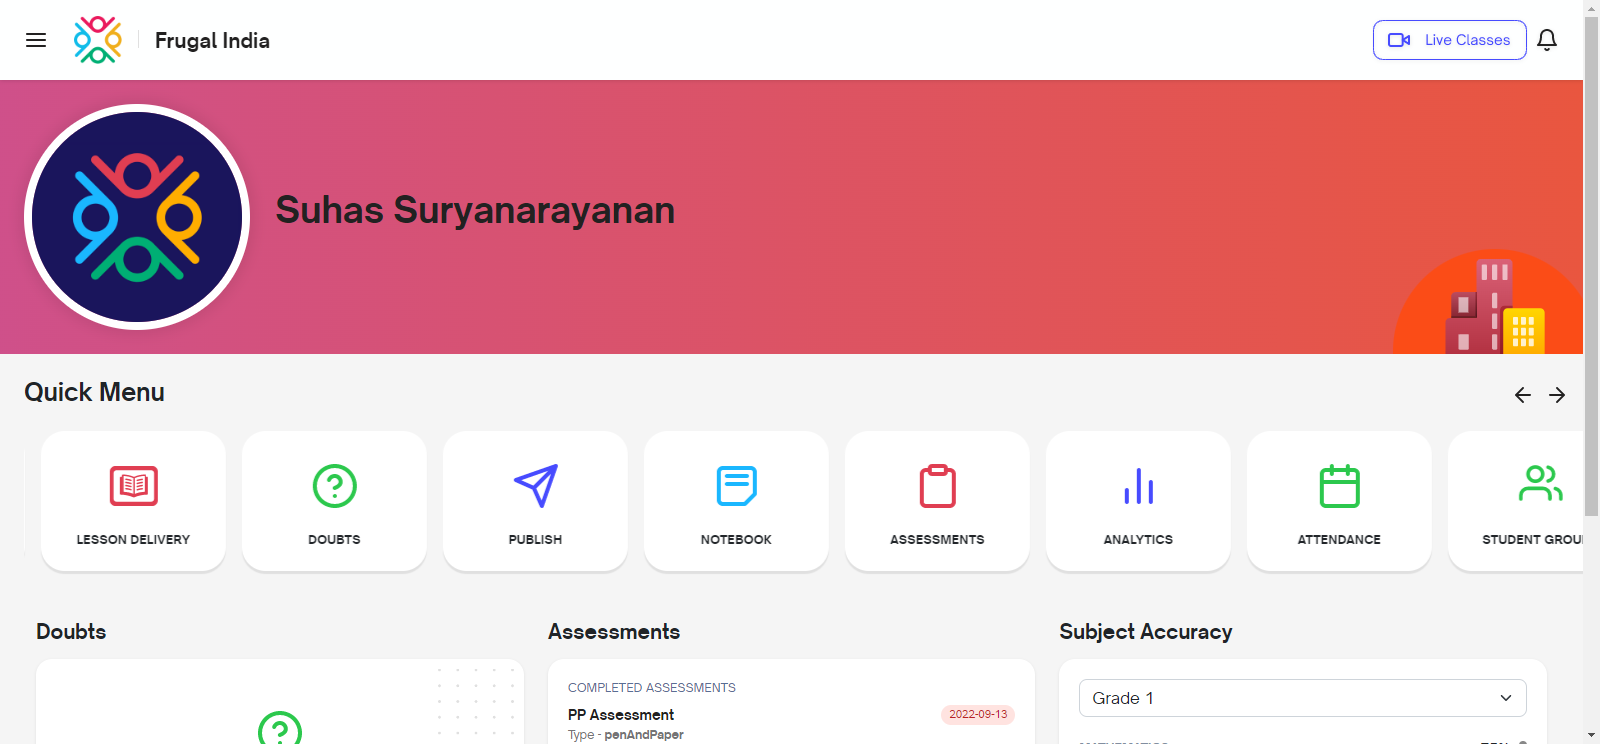 Frugal India
Live Classes
Suhas Suryanarayanan
Quick Menu
LESSON DELIVERY
DOUBTS
PUBLISH
NOTEBOOK
ASSESSMENTS
ANALYTICS
ATTENDANCE
STUDENT GROU
Doubts
Assessments
Subject Accuracy
COMPLETED ASSESSMENTS
PP Assessment
2022-09-13
Type - penAndPaper
Grade 1